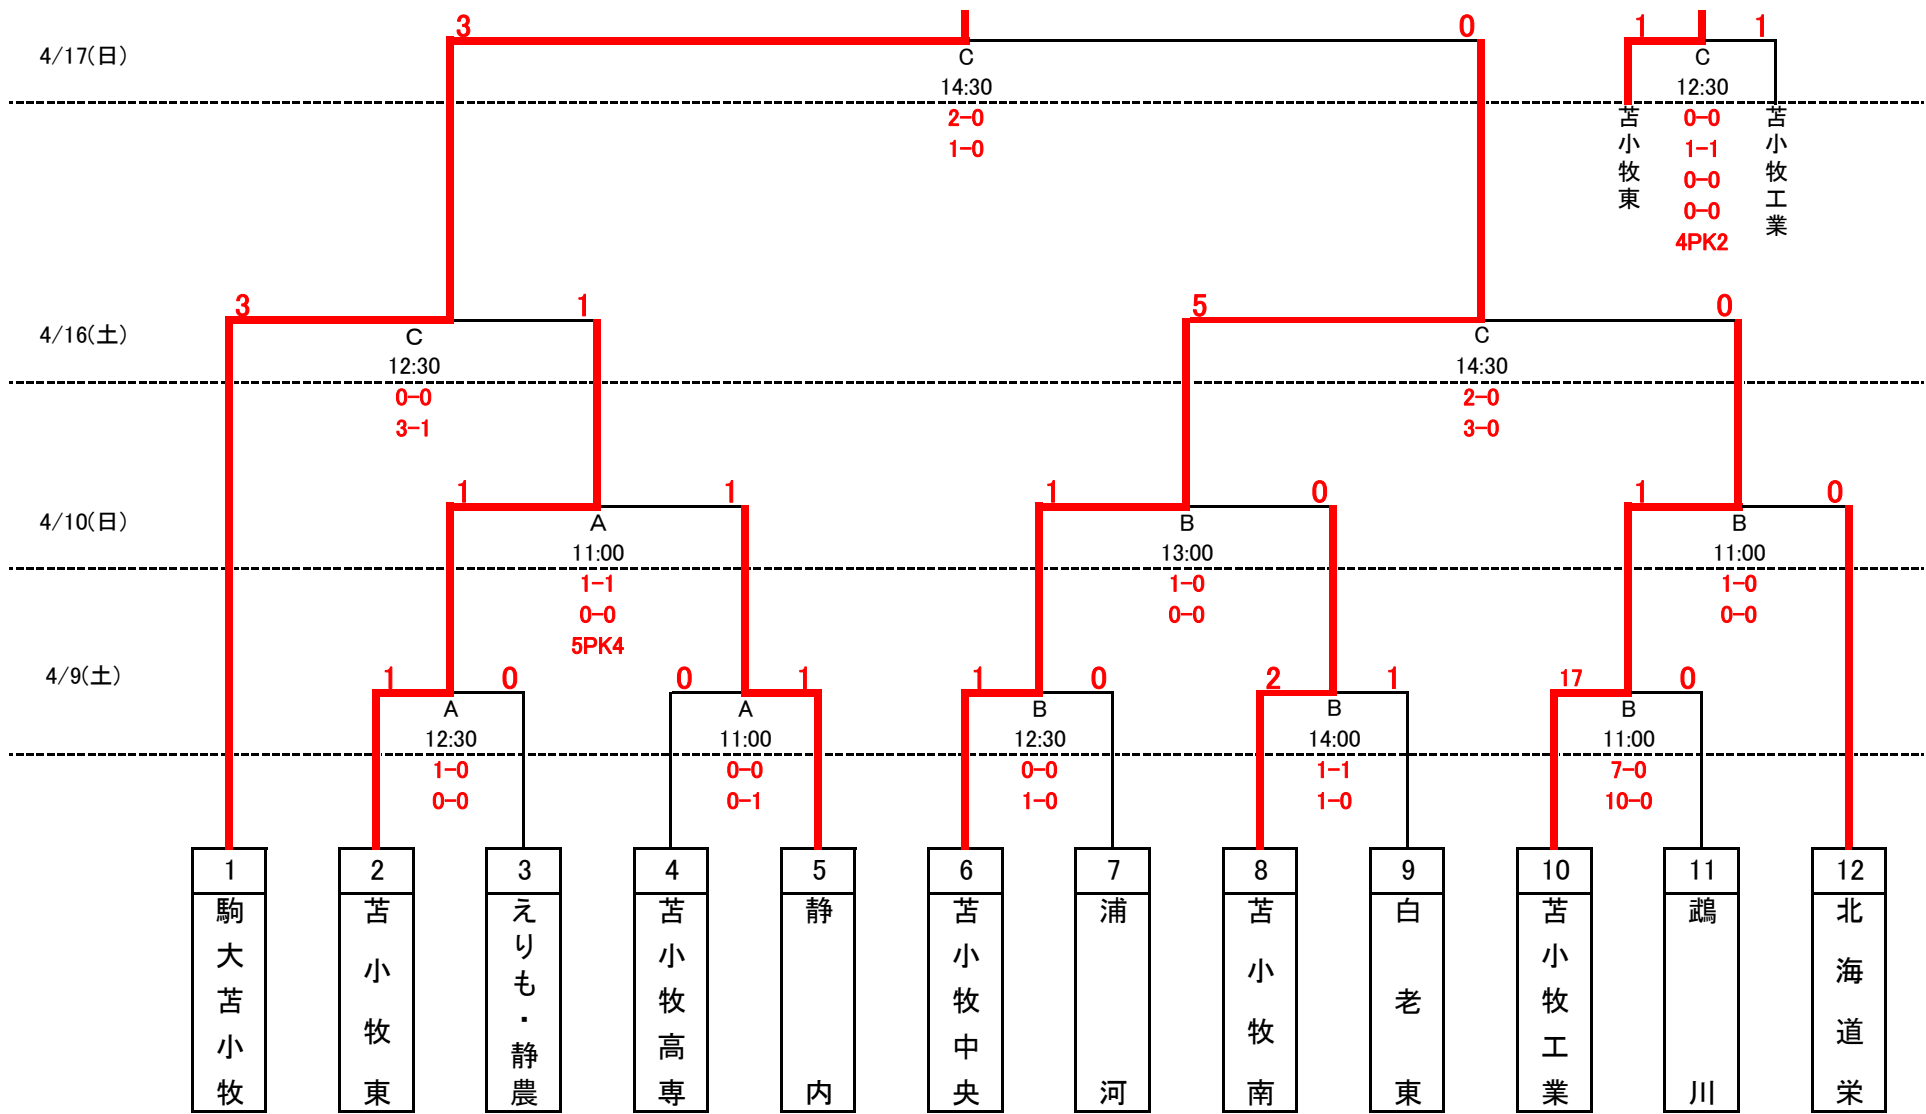 3
0
1
1
4/17(日)
C
14:30
2-0
1-0
C
12:30
0-0
1-1
0-0
0-0
4PK2
苫小牧東
苫小牧工業
3
1
5
0
4/16(土)
C
12:30
0-0
3-1
C
14:30
2-0
3-0
1
1
1
0
1
0
4/10(日)
A
11:00
1-1
0-0
5PK4
B
13:00
1-0
0-0
B
11:00
1-0
0-0
4/9(土)
1
0
0
1
1
0
2
1
17
0
A
12:30
1-0
0-0
A
11:00
0-0
0-1
B
12:30
0-0
1-0
B
14:00
1-1
1-0
B
11:00
7-0
10-0
1
駒大苫小牧
2
苫小牧東
3
えりも・静農
4
苫小牧高専
5
静内
6
苫小牧中央
7
浦河
8
苫小牧南
9
白老東
10
苫小牧工業
11
鵡川
12
北海道栄